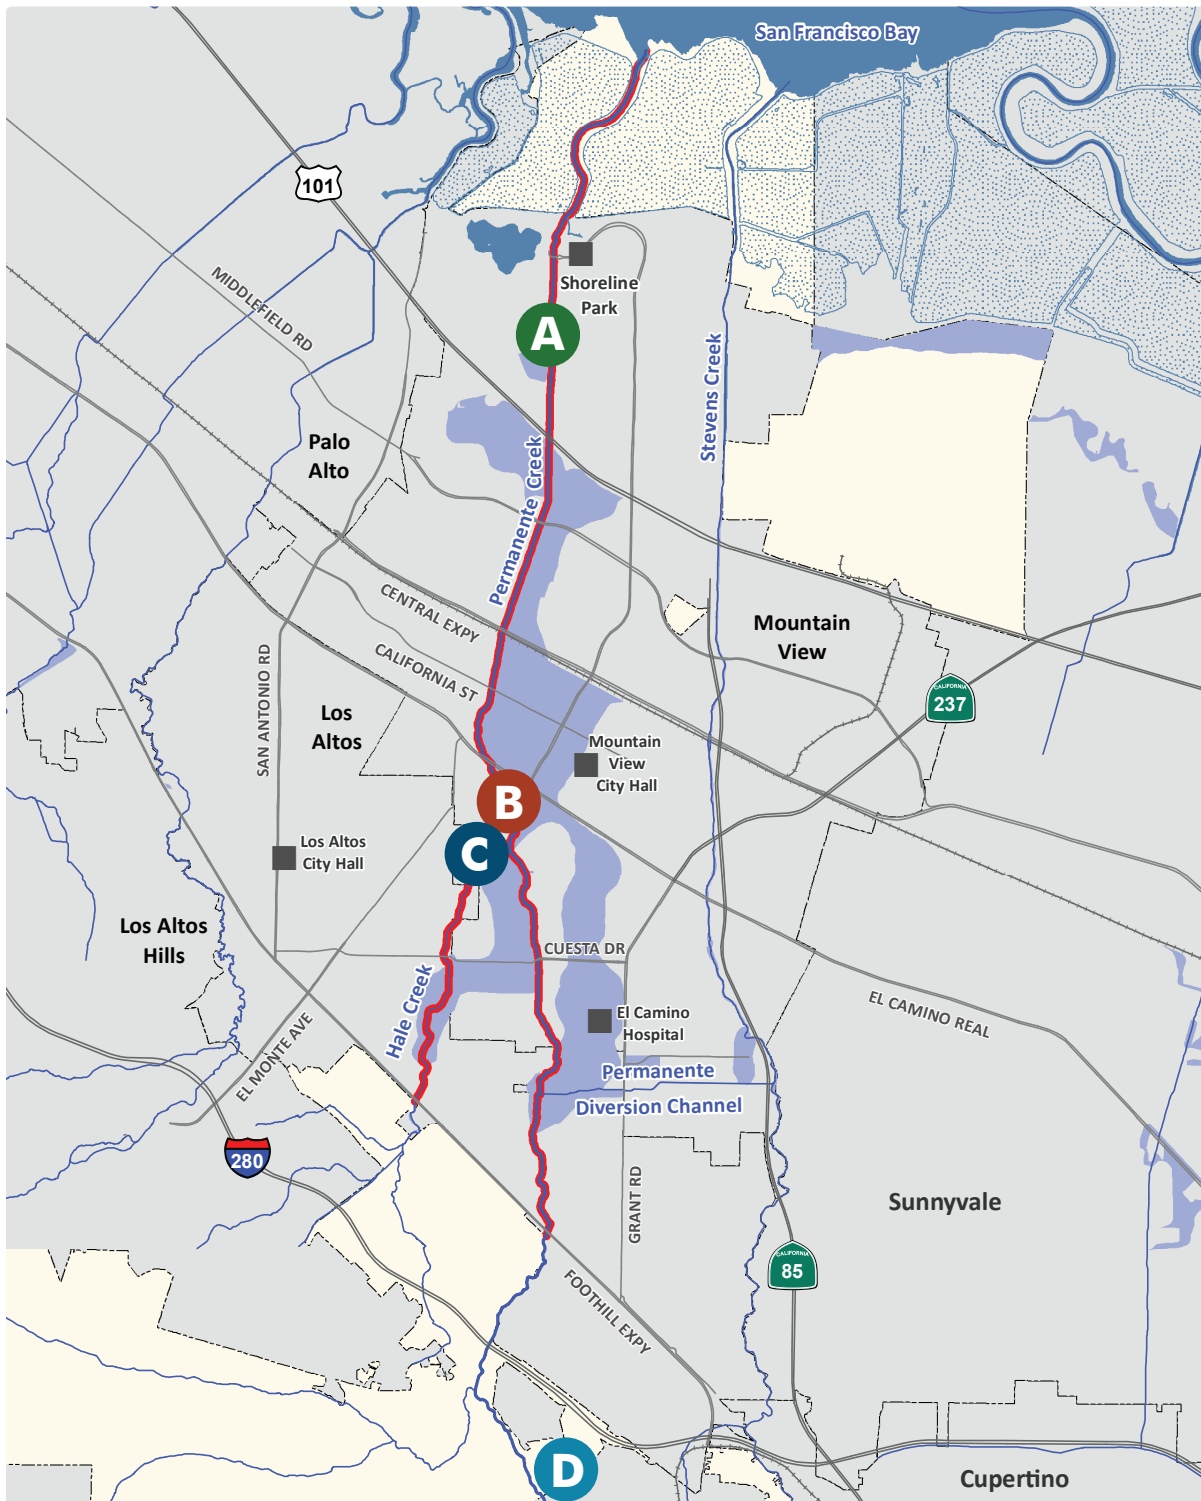 San Francisco Bay
101
MIDDLEFIELD RD
Shoreline
Park
A
Stevens Creek
Palo
Alto
Permanente Creek
CENTRAL EXPY
Mountain
View
CALIFORNIA ST
SAN ANTONIO RD
CALIFORNIA
237
Los
Altos
Mountain
View
City Hall
B
C
Los Altos
City Hall
Los Altos
Hills
CUESTA DR
EL CAMINO REAL
Hale Creek
El Camino
Hospital
EL MONTE AVE
Permanente
Diversion Channel
280
GRANT RD
Sunnyvale
CALIFORNIA
85
FOOTHILL EXPY
D
Cupertino